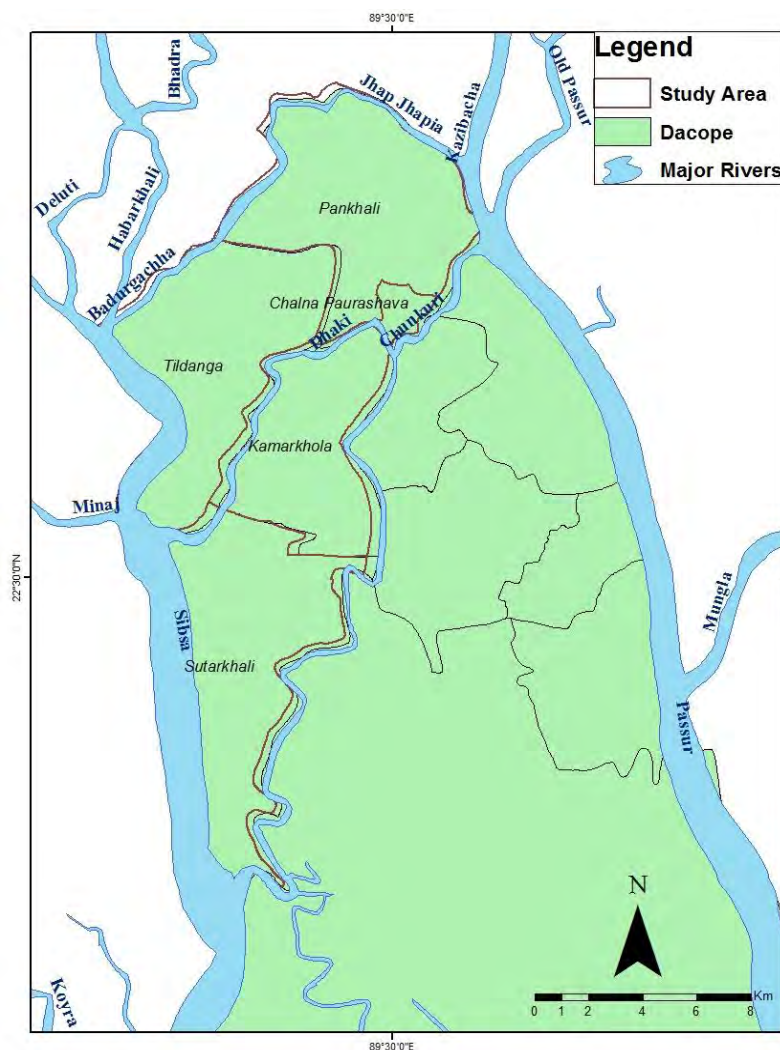 89°30'0"E
Legend
Study Area
Dacope
Major Rivers
Bhadra
Jhap Jhapia
Kazibacha
Old Passur
Deluti
Habarkhali
Pankhali
Badurgachha
Chalna Paurashava
Dhaki
Chunkuri
Tildanga
Kamarkhola
Minaj
22°30'0"N
Sibsa
Mungla
Sutarkhali
Passur
N
Koyra
Km
0 1 2 4 6 8
89°30'0"E